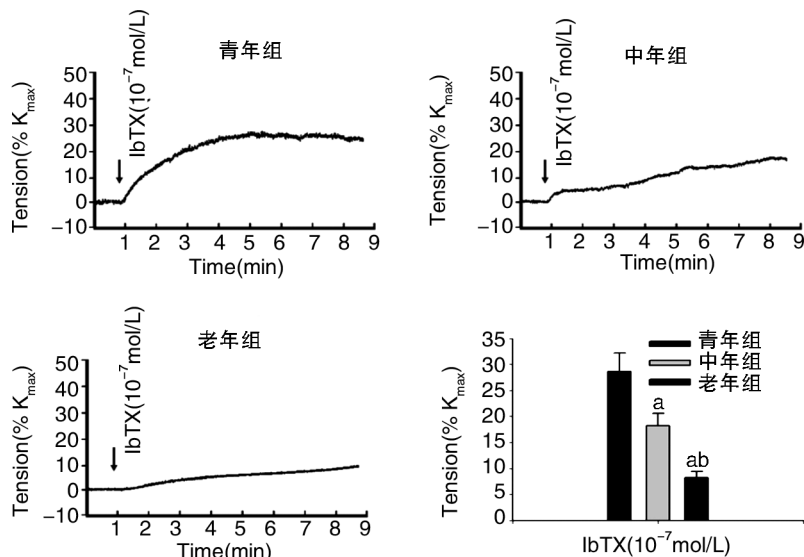 青年组
IbTX(10⁻⁷mol/L)
Tension(% Kmax)
50
40
30
20
10
0
−10
1 2 3 4 5 6 7 8 9
Time(min)
中年组
IbTX(10⁻⁷mol/L)
Tension(% Kmax)
50
40
30
20
10
0
−10
1 2 3 4 5 6 7 8 9
Time(min)
老年组
IbTX(10⁻⁷mol/L)
Tension(% Kmax)
50
40
30
20
10
0
−10
1 2 3 4 5 6 7 8 9
Time(min)
Tension(% Kmax)
35
30
25
20
15
10
5
0
青年组
中年组
老年组
a
ab
IbTX(10⁻⁷mol/L)